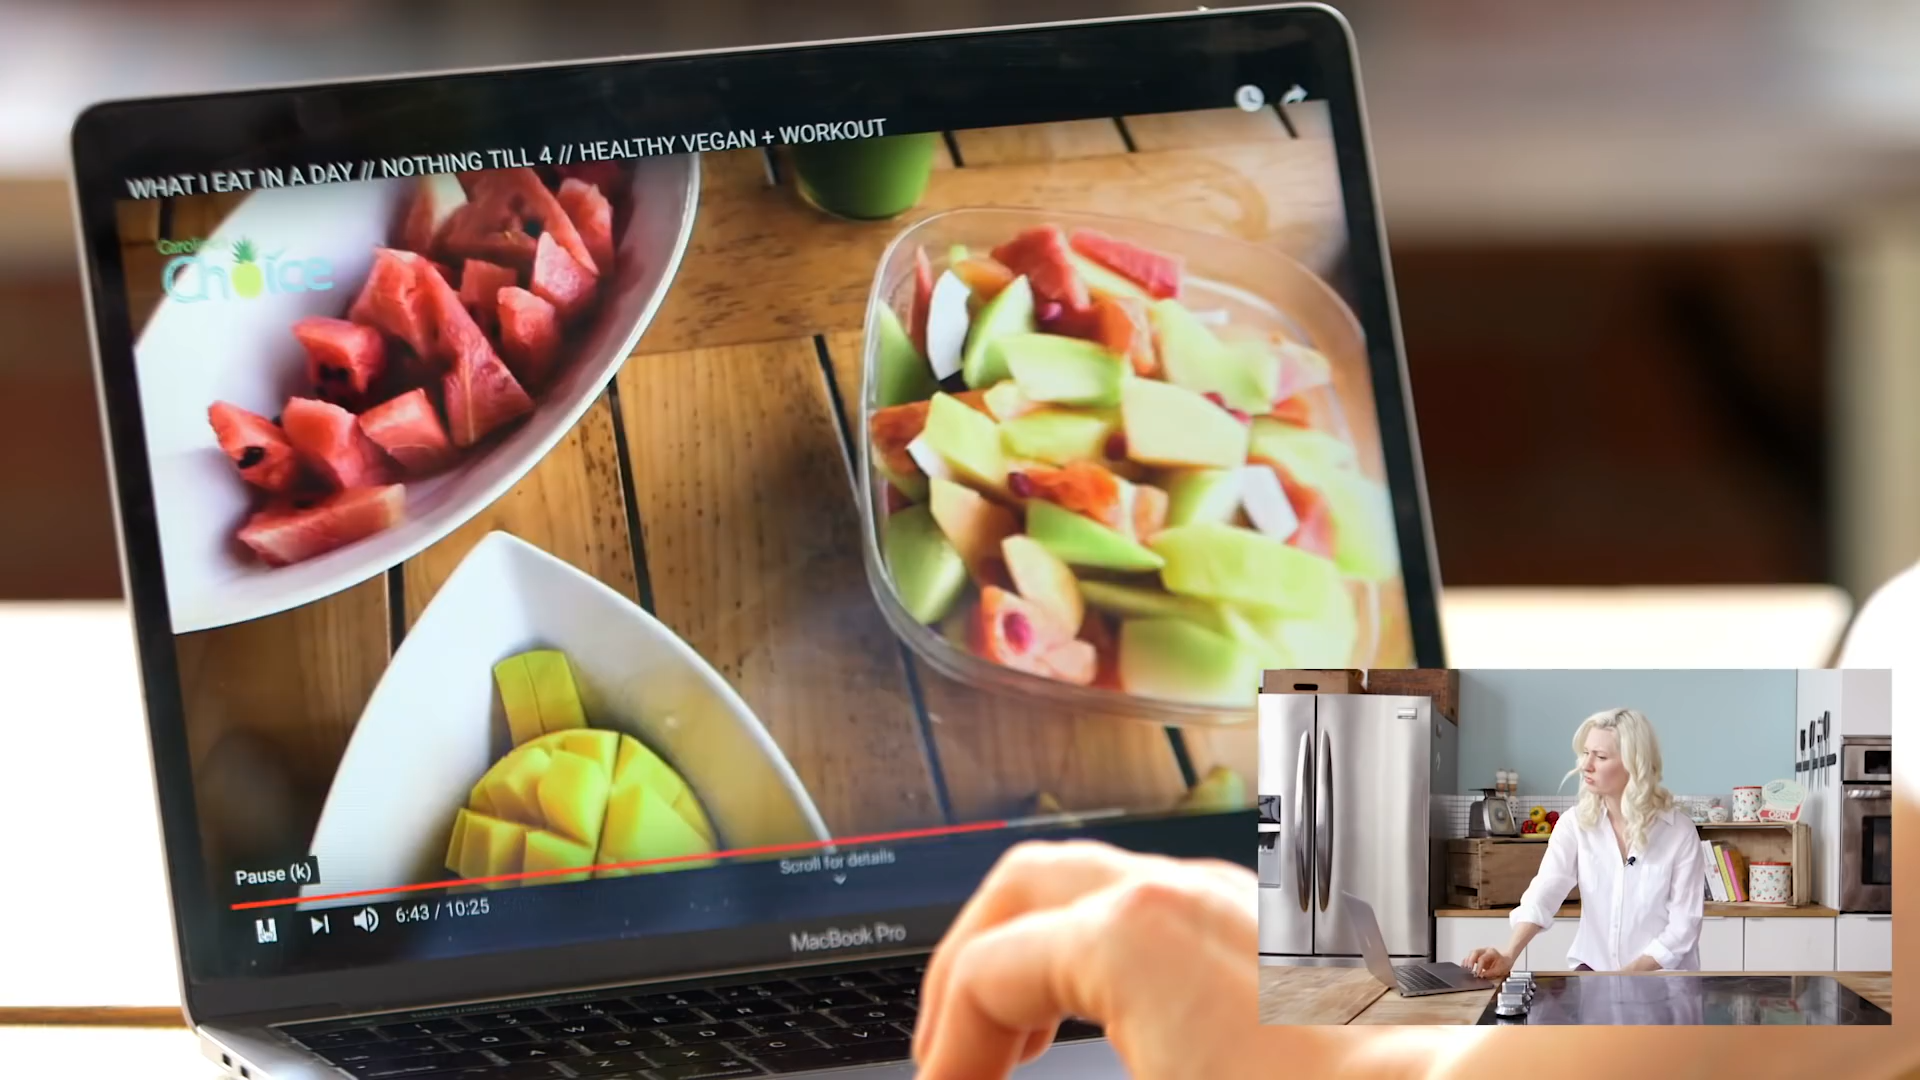 WHAT I EAT IN A DAY // NOTHING TILL 4 // HEALTHY VEGAN + WORKOUT
Choice
Pause (k)
Scroll for details
6:43 / 10:25
MacBook Pro